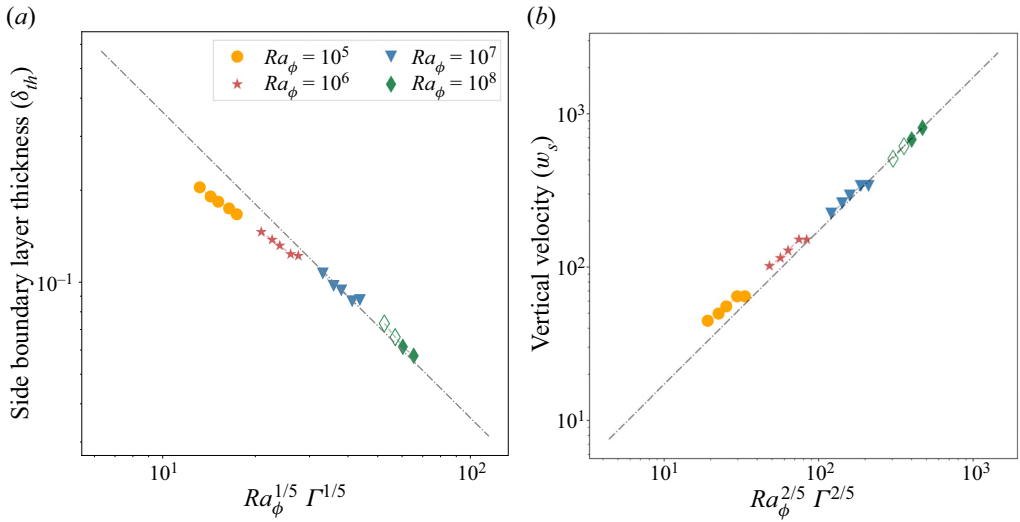 (a)
Side boundary layer thickness (δ_th)
Ra_ϕ = 10^5
Ra_ϕ = 10^6
Ra_ϕ = 10^7
Ra_ϕ = 10^8
10^−1
10^1
10^2
Ra_ϕ^1/5 Γ^1/5
(b)
Vertical velocity (w_s)
10^3
10^2
10^1
10^1
10^2
10^3
Ra_ϕ^2/5 Γ^2/5